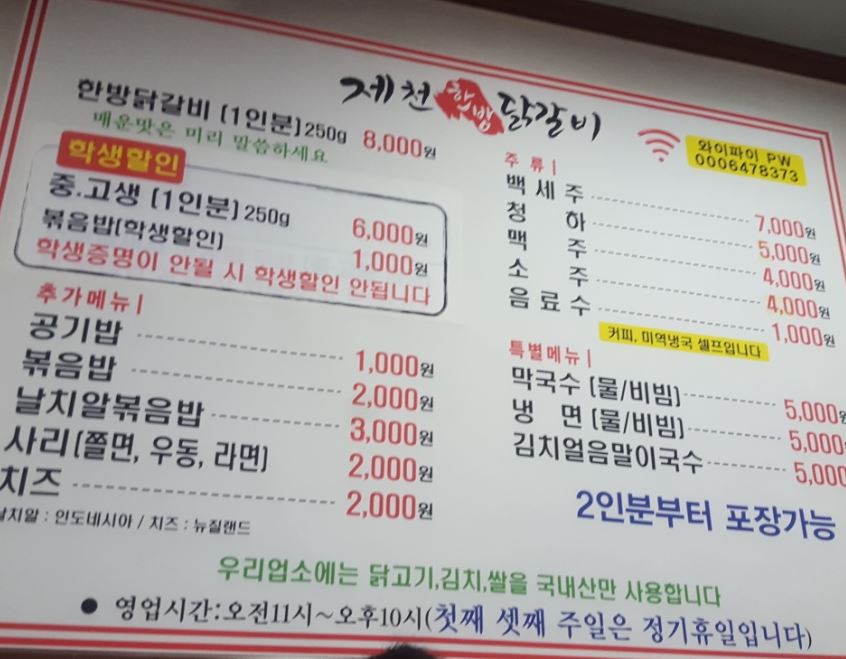 제천 한방 닭갈비
한방닭갈비 (1인분) 250g 8,000원
매운맛은 미리 말씀하세요
학생할인
중.고생 (1인분) 250g 6,000원
볶음밥(학생할인) 1,000원
학생증명이 안될 시 학생할인 안됩니다
추가메뉴
공기밥 1,000원
볶음밥 2,000원
날치알볶음밥 3,000원
사리(쫄면, 우동, 라면) 2,000원
치즈 2,000원
날치알 : 인도네시아 / 치즈 : 뉴질랜드
와이파이 PW
0006478373
주류
백세주 7,000원
청하 5,000원
맥주 4,000원
소주 4,000원
음료수 1,000원
커피, 미역냉국 셀프입니다
특별메뉴
막국수 (물/비빔) 5,000원
냉면 (물/비빔) 5,000
김치얼음말이국수 5,000
2인분부터 포장가능
우리업소에는 닭고기,김치,쌀을 국내산만 사용합니다
● 영업시간:오전11시~오후10시(첫째 셋째 주일은 정기휴일입니다)